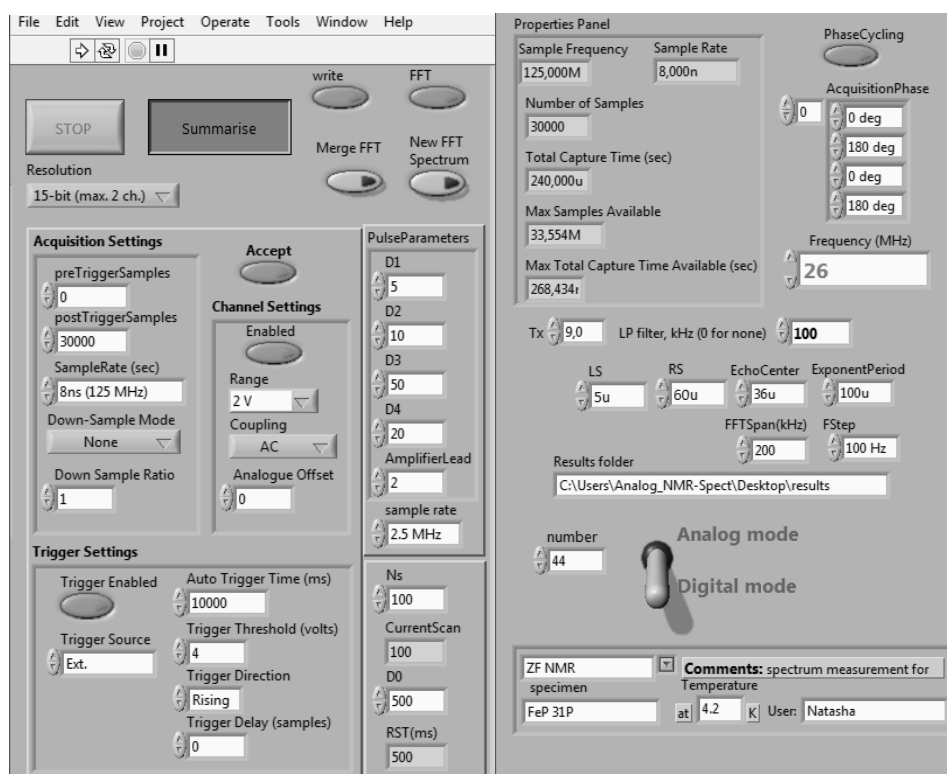 File Edit View Project Operate Tools Window Help
write FFT
STOP Summarise
Merge FFT New FFT Spectrum
Resolution
15-bit (max. 2 ch.)
Acquisition Settings
preTriggerSamples
0
postTriggerSamples
30000
SampleRate (sec)
8ns (125 MHz)
Down-Sample Mode
None
Down Sample Ratio
1
Accept
Channel Settings
Enabled
Range
2 V
Coupling
AC
Analogue Offset
0
PulseParameters
D1
5
D2
10
D3
50
D4
20
AmplifierLead
2
sample rate
2.5 MHz
Trigger Settings
Trigger Enabled
Trigger Source
Ext.
Auto Trigger Time (ms)
10000
Trigger Threshold (volts)
4
Trigger Direction
Rising
Trigger Delay (samples)
0
Ns
100
CurrentScan
100
D0
500
RST(ms)
500
Properties Panel
Sample Frequency Sample Rate
125,000M 8,000n
Number of Samples
30000
Total Capture Time (sec)
240,000u
Max Samples Available
33,554M
Max Total Capture Time Available (sec)
268,434
PhaseCycling
AcquisitionPhase
0 0 deg
180 deg
0 deg
180 deg
Frequency (MHz)
26
Tx 9,0 LP filter, kHz (0 for none) 100
LS RS EchoCenter ExponentPeriod
5u 60u 36u 100u
FFTSpan(kHz) FStep
200 100 Hz
Results folder
C:\Users\Analog_NMR-Spect\Desktop\results
number
44
Analog mode
Digital mode
ZF NMR Comments: spectrum measurement for
specimen Temperature
FeP 31P at 4.2 K User: Natasha